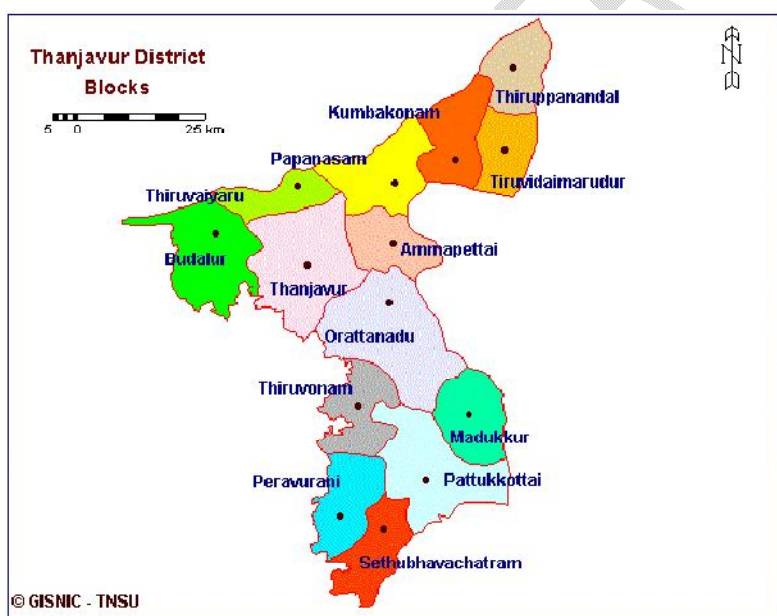 Thanjavur District
Blocks
N
5 0 25 km
Thiruppanandal
Kumbakonam
Papanasam
Tiruvidaimarudur
Thiruvaiyaru
Ammapettai
Budalur
Thanjavur
Orattanadu
Thiruvonam
Madukkur
Peravurani
Pattukkottai
Sethubhavachatram
© GISNIC - TNSU